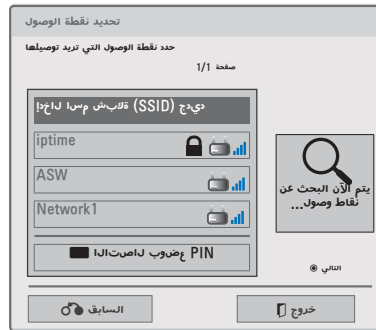 تحديد نقطة الوصول
حدد نقطة الوصول التي تريد توصيلها
صفحة 1/1
ديدج (SSID) ةكبش مسا لاخدإ
iptime
ASW
Network1
PIN عضوب لاصتالا
يتم الآن البحث عن
نقاط وصول...
التالي
السابق
خروج